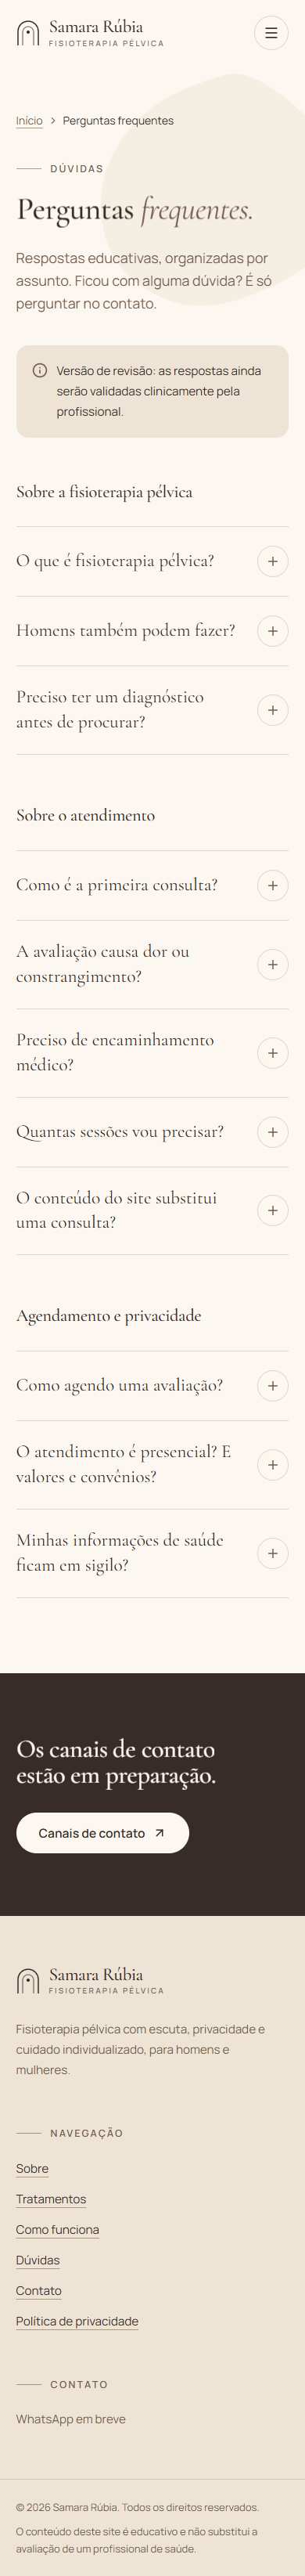 Samara Rúbia
FISIOTERAPIA PÉLVICA
Início > Perguntas frequentes
DÚVIDAS
Perguntas frequentes.
Respostas educativas, organizadas por
assunto. Ficou com alguma dúvida? É só
perguntar no contato.
Versão de revisão: as respostas ainda
serão validadas clinicamente pela
profissional.
Sobre a fisioterapia pélvica
O que é fisioterapia pélvica?
Homens também podem fazer?
Preciso ter um diagnóstico
antes de procurar?
Sobre o atendimento
Como é a primeira consulta?
A avaliação causa dor ou
constrangimento?
Preciso de encaminhamento
médico?
Quantas sessões vou precisar?
O conteúdo do site substitui
uma consulta?
Agendamento e privacidade
Como agendo uma avaliação?
O atendimento é presencial? E
valores e convênios?
Minhas informações de saúde
ficam em sigilo?
Os canais de contato
estão em preparação.
Canais de contato
Samara Rúbia
FISIOTERAPIA PÉLVICA
Fisioterapia pélvica com escuta, privacidade e
cuidado individualizado, para homens e
mulheres.
NAVEGAÇÃO
Sobre
Tratamentos
Como funciona
Dúvidas
Contato
Política de privacidade
CONTATO
WhatsApp em breve
© 2026 Samara Rúbia. Todos os direitos reservados.
O conteúdo deste site é educativo e não substitui a
avaliação de um profissional de saúde.